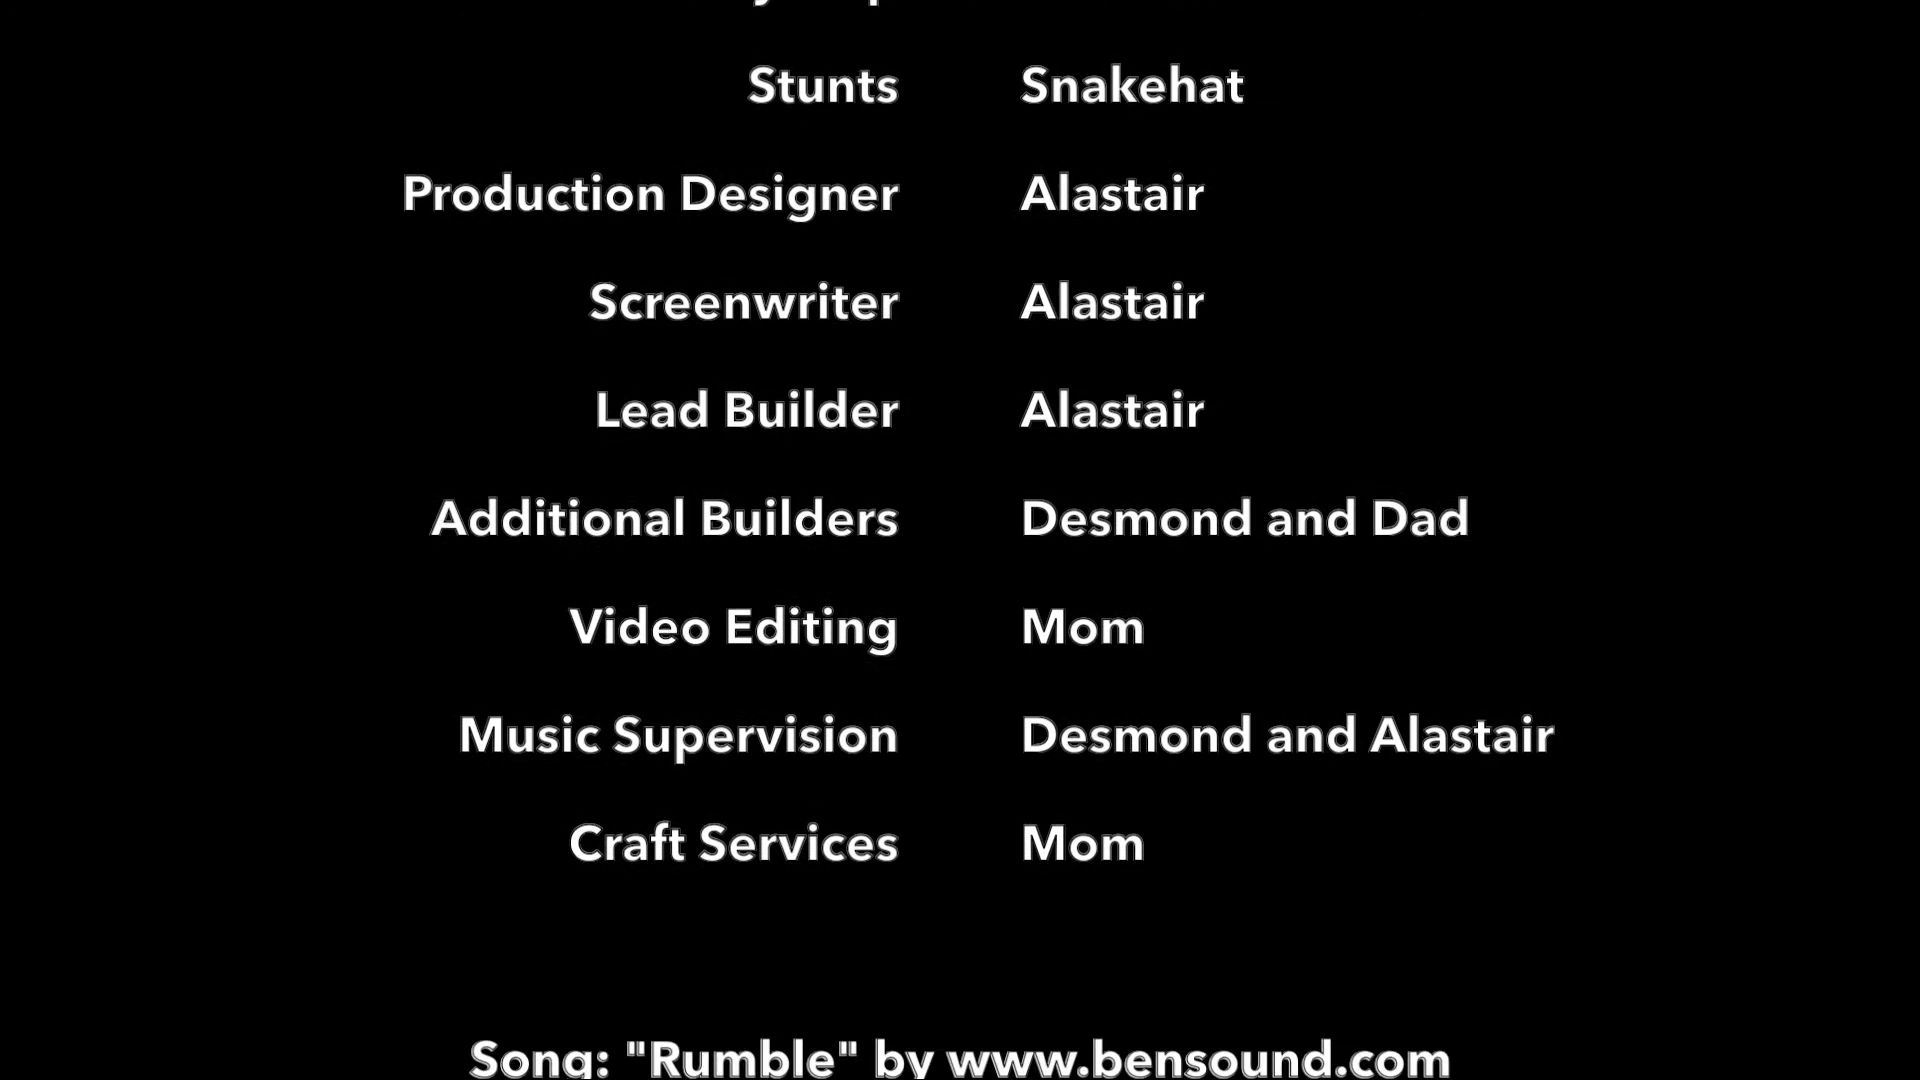 Stunts Snakehat
Production Designer Alastair
Screenwriter Alastair
Lead Builder Alastair
Additional Builders Desmond and Dad
Video Editing Mom
Music Supervision Desmond and Alastair
Craft Services Mom
Song: "Rumble" by www.bensound.com